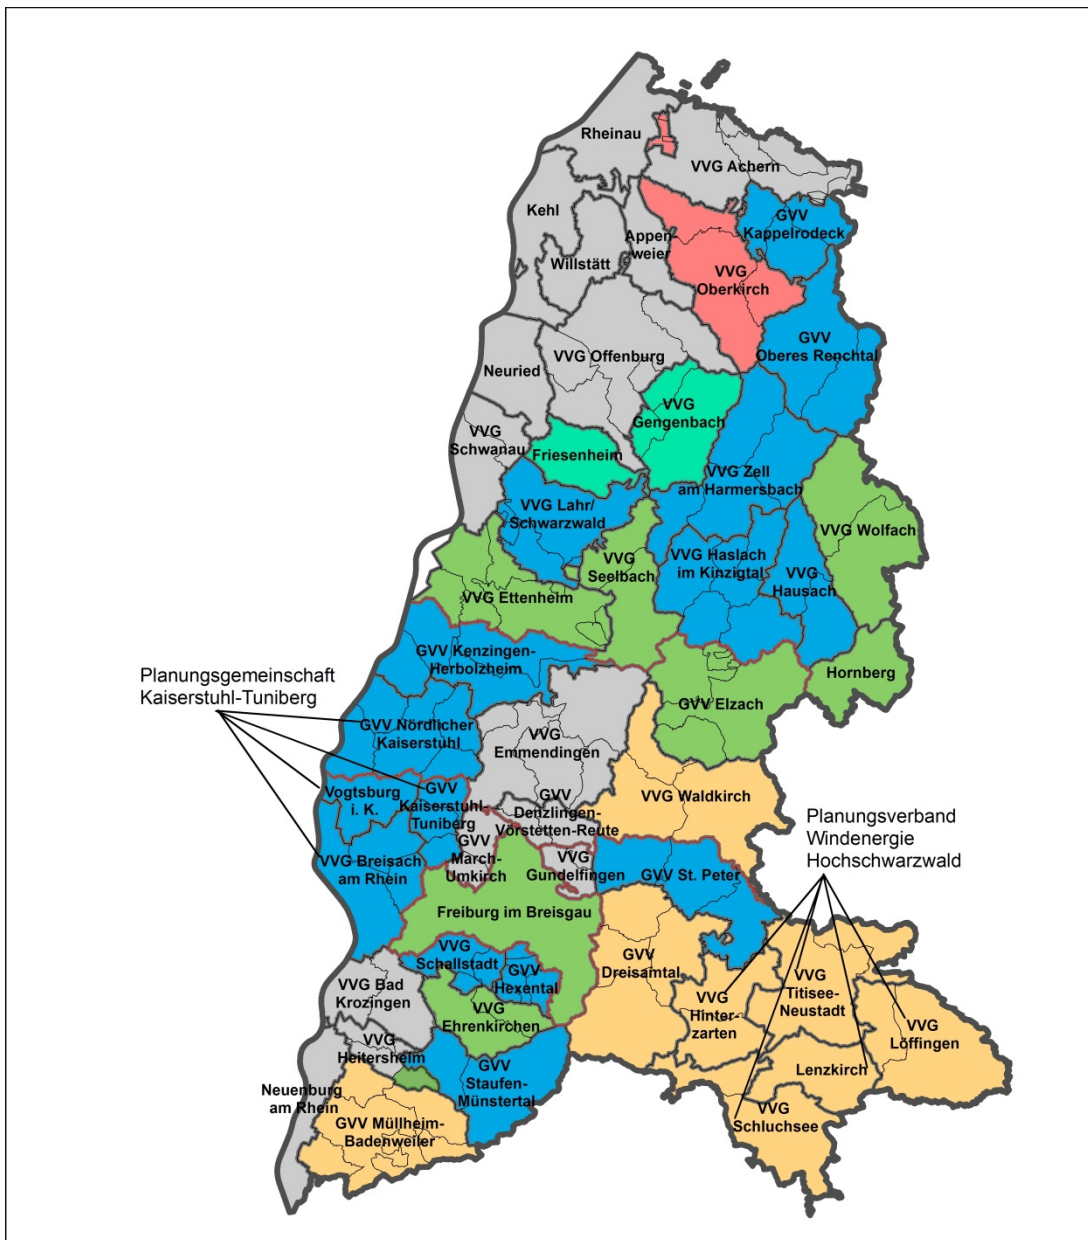 Rheinau
VVG Achern
Kehl
GVV
Kappelrodeck
Appen-
weier
Willstätt
VVG
Oberkirch
GVV
Oberes Renchtal
VVG Offenburg
Neuried
VVG
Gengenbach
VVG
Schwanau
Friesenheim
VVG Zell
am Harmersbach
VVG Lahr/
Schwarzwald
VVG Wolfach
VVG Haslach
im Kinzigtal
VVG
Seelbach
VVG
Hausach
VVG Ettenheim
GVV Kenzingen-
Herbolzheim
Hornberg
Planungsgemeinschaft
Kaiserstuhl-Tuniberg
GVV Elzach
GVV Nördlicher
Kaiserstuhl
VVG
Emmendingen
Vogtsburg
i. K.
GVV
Kaiserstuhl-
Tuniberg
GVV
Denzlingen-
Vörstetten-Reute
VVG Waldkirch
Planungsverband
Windenergie
Hochschwarzwald
GVV
March-
Umkirch
VVG
Gundelfingen
VVG Breisach
am Rhein
GVV St. Peter
Freiburg im Breisgau
VVG
Schallstadt
GVV
Hexental
GVV
Dreisamtal
VVG Bad
Krozingen
VVG
Titisee-
Neustadt
VVG
Hinter-
zarten
VVG
Ehrenkirchen
VVG
Löffingen
VVG
Heitersheim
GVV
Staufen-
Münstertal
Lenzkirch
Neuenburg
am Rhein
VVG
Schluchsee
GVV Müllheim-
Badenweiler